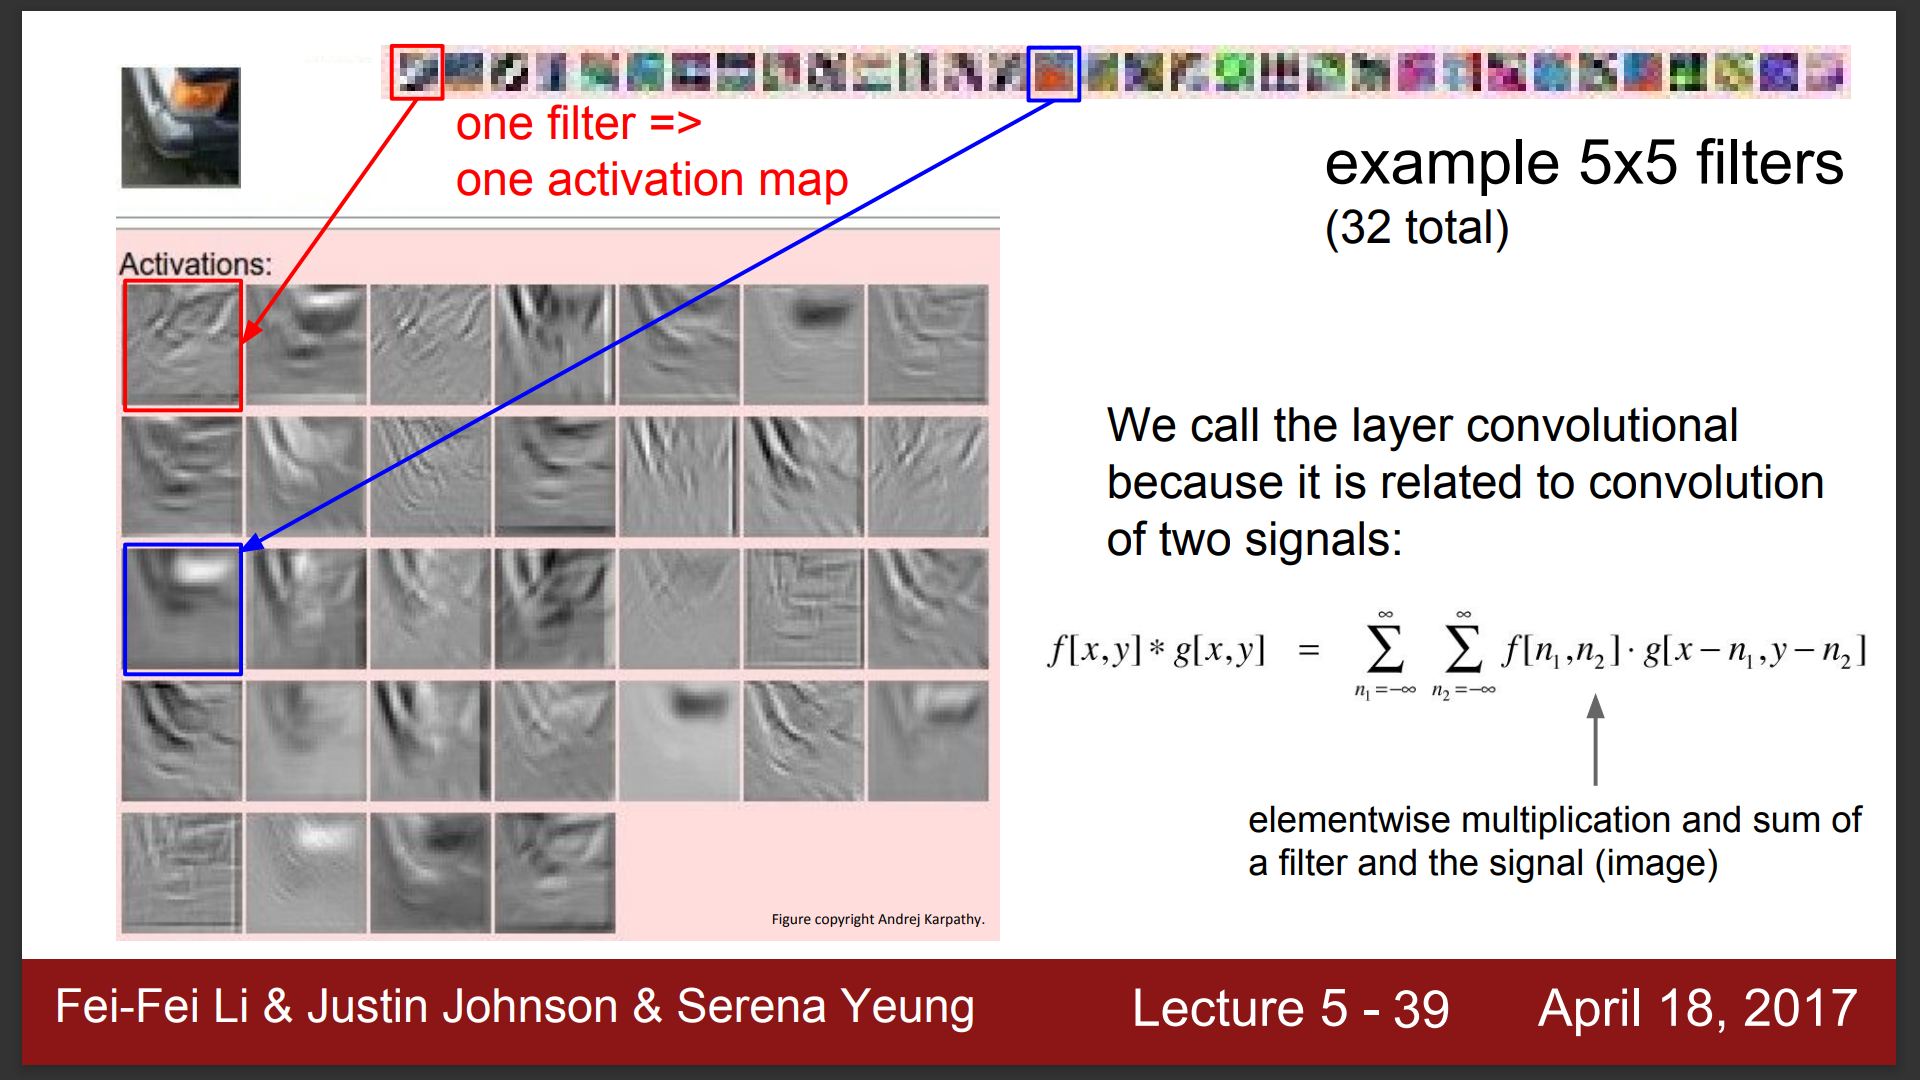 one filter =>
one activation map
example 5x5 filters
(32 total)
Activations:
We call the layer convolutional
because it is related to convolution
of two signals:
f[x,y] * g[x,y] = ∑_{n₁=−∞}^{∞} ∑_{n₂=−∞}^{∞} f[n₁,n₂] · g[x − n₁, y − n₂]
elementwise multiplication and sum of
a filter and the signal (image)
Figure copyright Andrej Karpathy.
Fei-Fei Li & Justin Johnson & Serena Yeung
Lecture 5 - 39
April 18, 2017